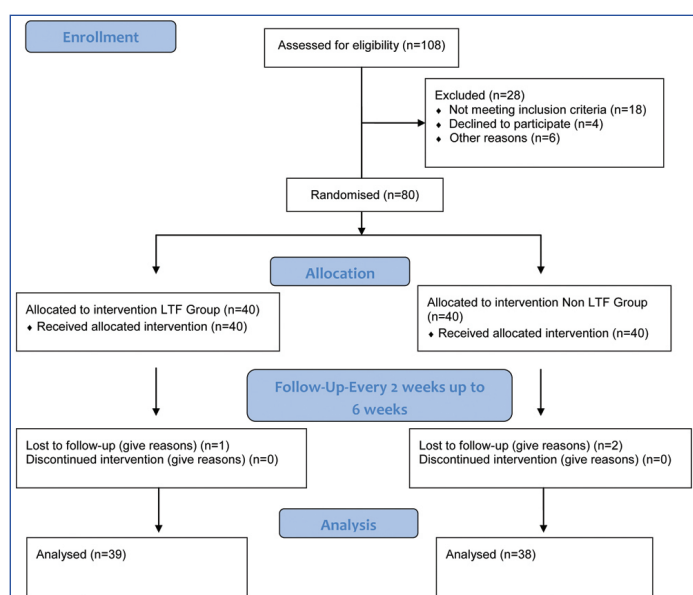 Enrollment
Assessed for eligibility (n=108)
Excluded (n=28)
♦ Not meeting inclusion criteria (n=18)
♦ Declined to participate (n=4)
♦ Other reasons (n=6)
Randomised (n=80)
Allocation
Allocated to intervention LTF Group (n=40)
♦ Received allocated intervention (n=40)
Allocated to intervention Non LTF Group
(n=40)
♦ Received allocated intervention (n=40)
Follow-Up-Every 2 weeks up to
6 weeks
Lost to follow-up (give reasons) (n=1)
Discontinued intervention (give reasons) (n=0)
Lost to follow-up (give reasons) (n=2)
Discontinued intervention (give reasons) (n=0)
Analysis
Analysed (n=39)
Analysed (n=38)